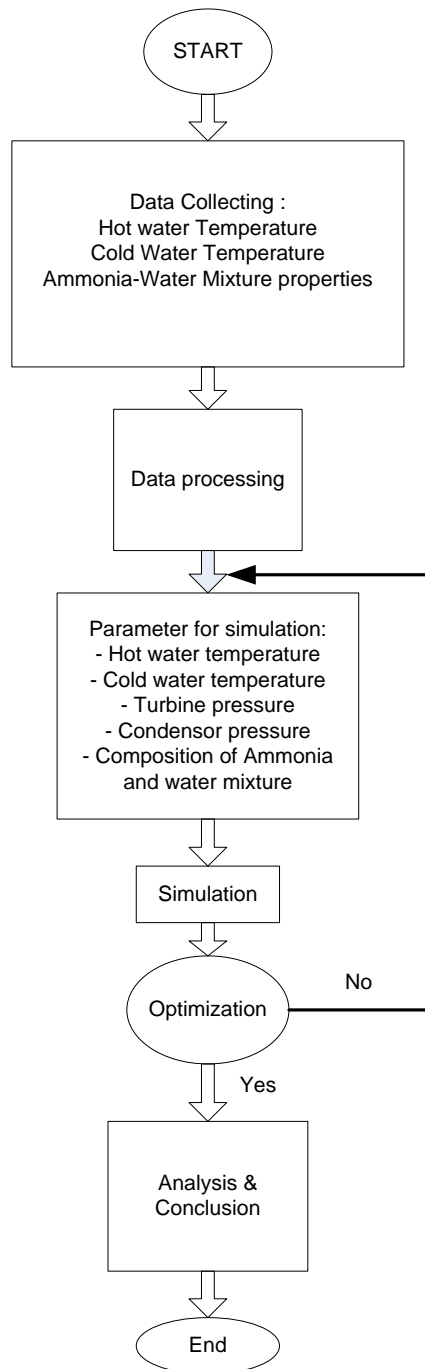 START
Data Collecting :
Hot water Temperature
Cold Water Temperature
Ammonia-Water Mixture properties
Data processing
Parameter for simulation:
- Hot water temperature
- Cold water temperature
- Turbine pressure
- Condensor pressure
- Composition of Ammonia
and water mixture
Simulation
Optimization
No
Yes
Analysis &
Conclusion
End